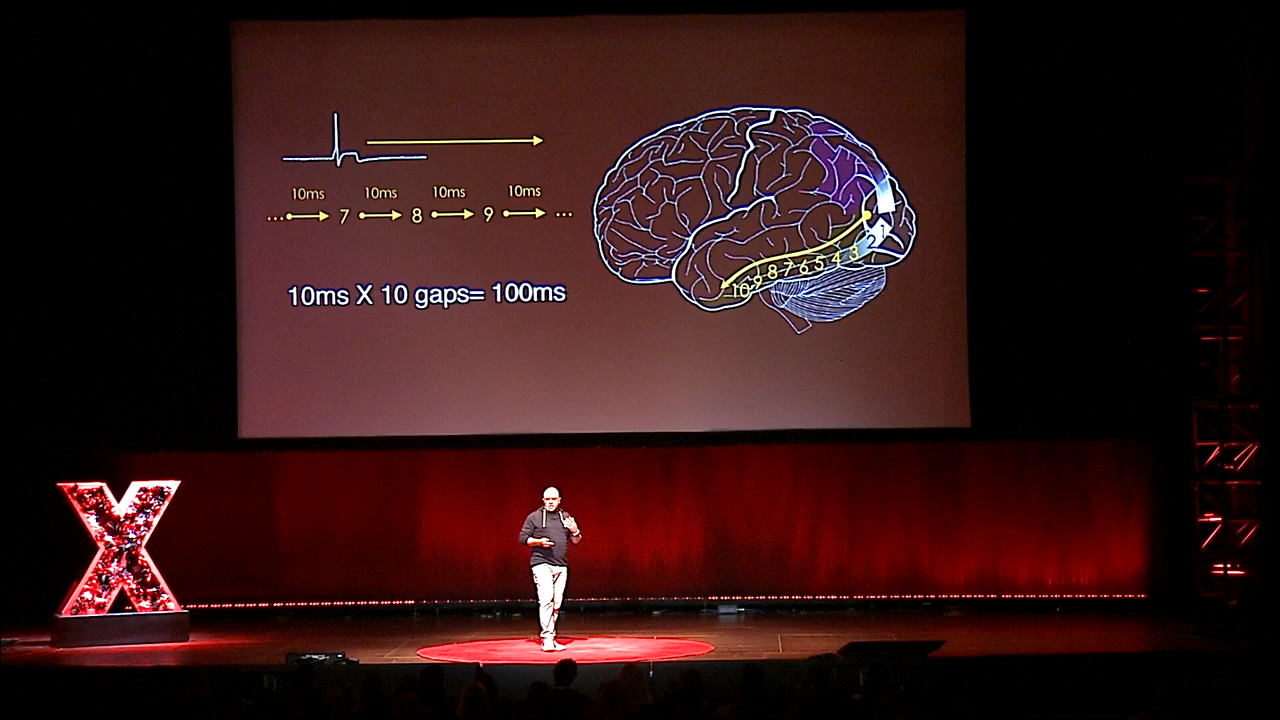 10ms 10ms 10ms 10ms
... 7 8 9 ...
10ms X 10 gaps= 100ms
1
2
10 9 8 7 6 5 4 3
X